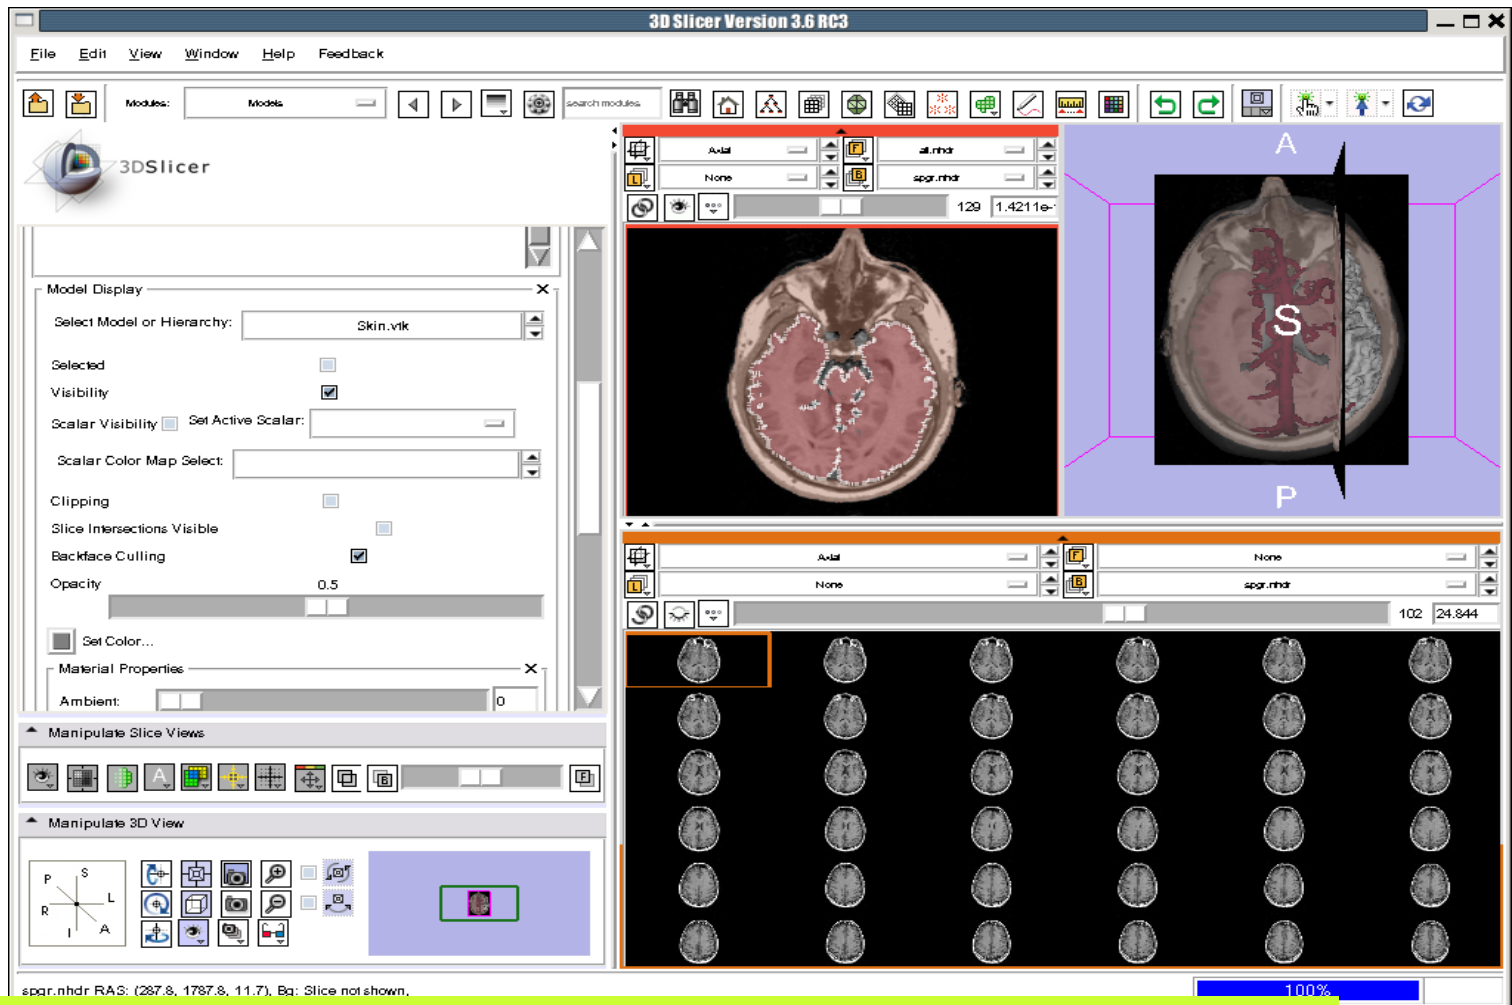 3D Slicer Version 3.6 RC3
File Edit View Window Help Feedback
Modules: Models search modules
3DSlicer
Axial all.nhdr
None spgr.nhdr
129 1.4211e-
A
S
P
Model Display
Select Model or Hierarchy: Skin.vtk
Selected
Visibility
Scalar Visibility Set Active Scalar:
Scalar Color Map Select:
Clipping
Slice Intersections Visible
Backface Culling
Opacity 0.5
Set Color...
Material Properties
Ambient: 0
Axial None
None spgr.nhdr
102 24.844
Manipulate Slice Views
Manipulate 3D View
P S
R L
I A
spgr.nhdr RAS: (287.8, 1787.8, 11.7), Bg: Slice not shown,
100%